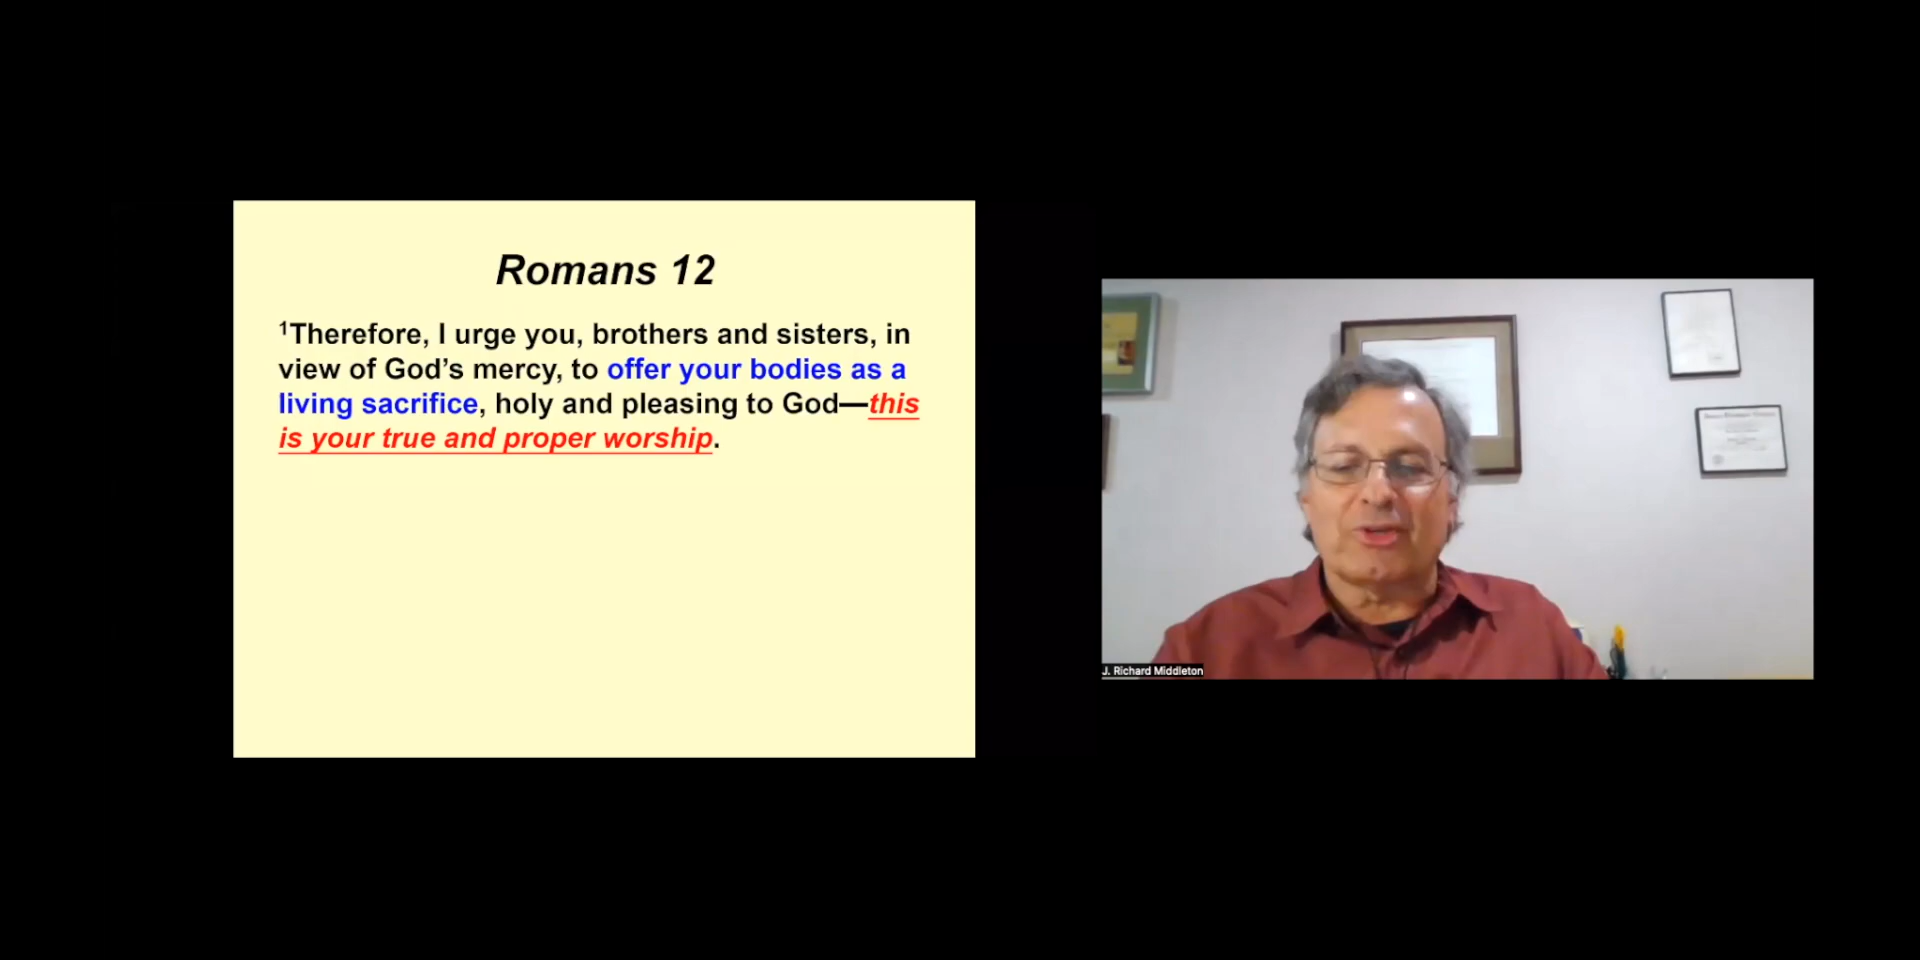 Romans 12
¹Therefore, I urge you, brothers and sisters, in
view of God’s mercy, to offer your bodies as a
living sacrifice, holy and pleasing to God—this
is your true and proper worship.
J. Richard Middleton